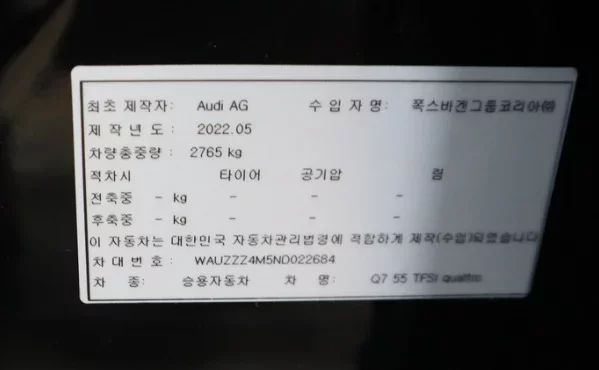 최초 제작자: Audi AG 수 입 자 명: 폭스바겐그룹코리아㈜
제 작 년 도 : 2022.05
차량총중량 : 2765 kg
적차시 타이어 공기압 림
전축중 - kg - - -
후축중 - kg - - -
이 자동차는 대한민국 자동차관리법령에 적합하게 제작(수입)되었습니다.
차 대 번 호 : WAUZZZ4M5ND022684
차 종: 승용자동차 차 명: Q7 55 TFSI quattro